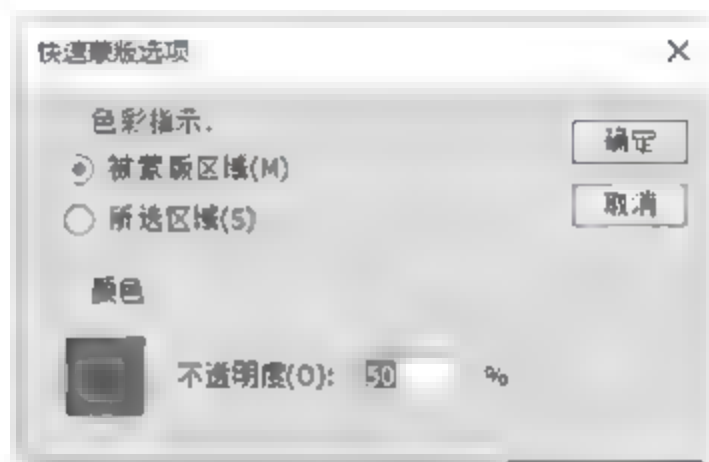 快速蒙版选项
色彩指示:
被蒙版区域(M)
所选区域(S)
确定
取消
颜色
不透明度(O): 50 %